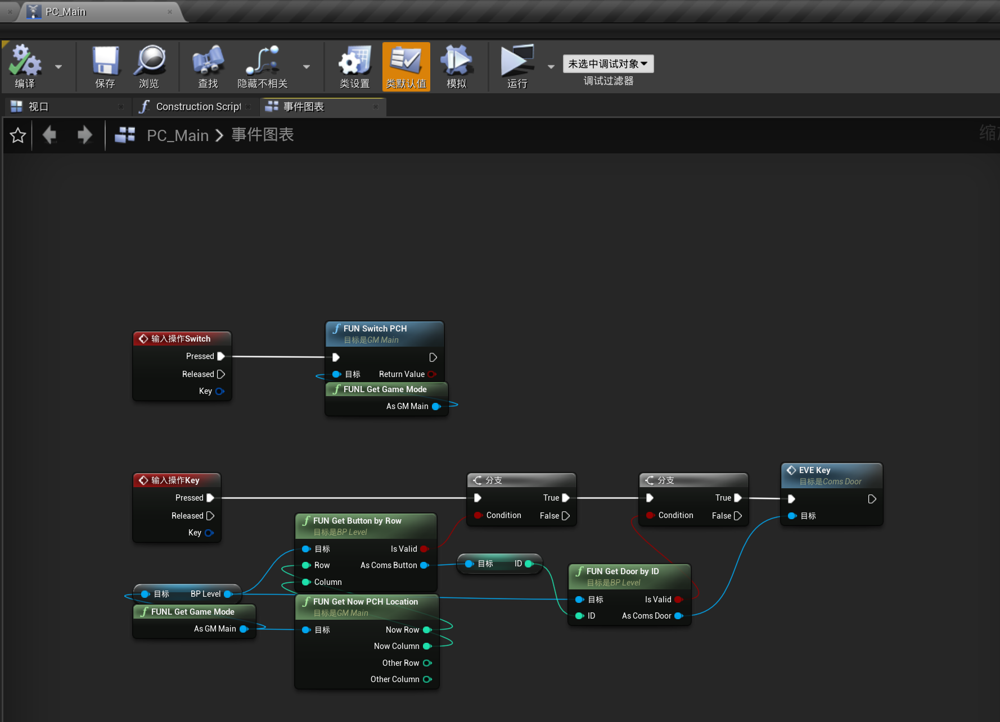 PC_Main
编译
保存
浏览
查找
隐藏不相关
类设置
类默认值
模拟
运行
未选中调试对象
调试过滤器
视口
Construction Script
事件图表
PC_Main
事件图表
输入操作Switch
Pressed
Released
Key
FUN Switch PCH
目标是GM Main
目标
Return Value
FUNL Get Game Mode
As GM Main
输入操作Key
Pressed
Released
Key
分支
True
Condition
False
分支
True
Condition
False
EVE Key
目标是Coms Door
目标
FUN Get Button by Row
目标是BP Level
目标
Is Valid
Row
As Coms Button
Column
目标
ID
目标
BP Level
FUNL Get Game Mode
As GM Main
FUN Get Now PCH Location
目标是GM Main
目标
Now Row
Now Column
Other Row
Other Column
FUN Get Door by ID
目标是BP Level
目标
Is Valid
ID
As Coms Door